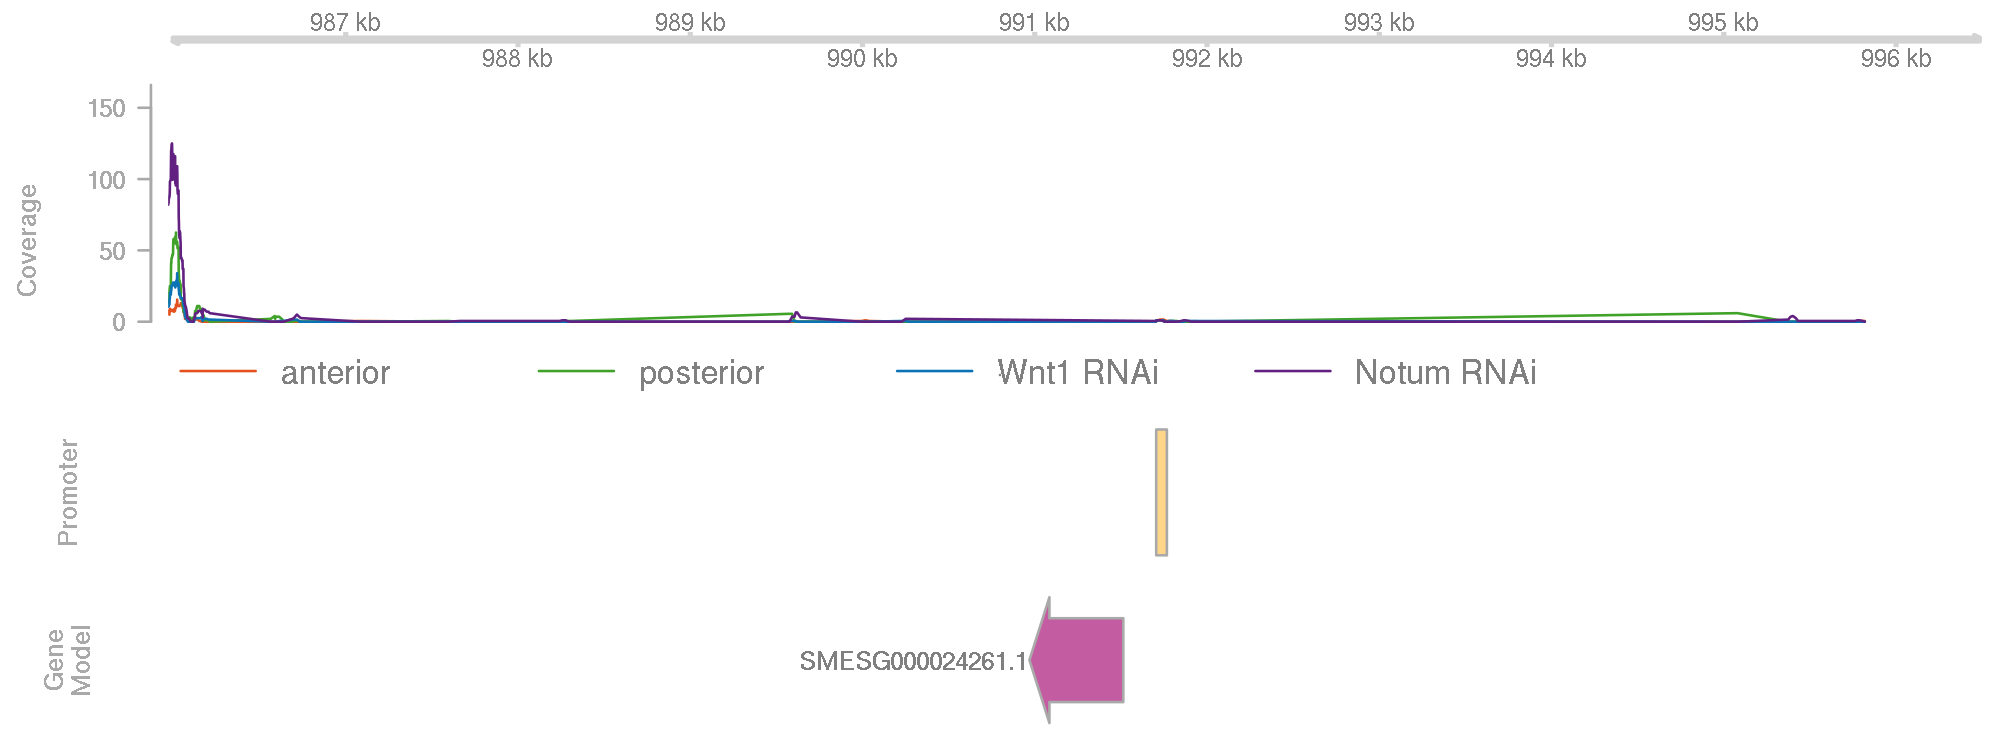 987 kb 989 kb 991 kb 993 kb 995 kb
988 kb 990 kb 992 kb 994 kb 996 kb
150
100
50
0
Coverage
anterior posterior Wnt1 RNAi Notum RNAi
Promoter
Gene
Model
SMESG000024261.1